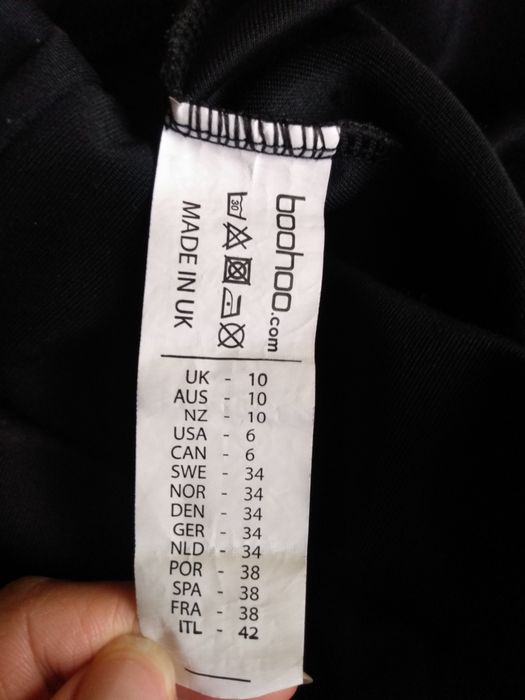 boohoo.com
30
MADE IN UK
UK - 10
AUS - 10
NZ - 10
USA - 6
CAN - 6
SWE - 34
NOR - 34
DEN - 34
GER - 34
NLD - 34
POR - 38
SPA - 38
FRA - 38
ITL - 42